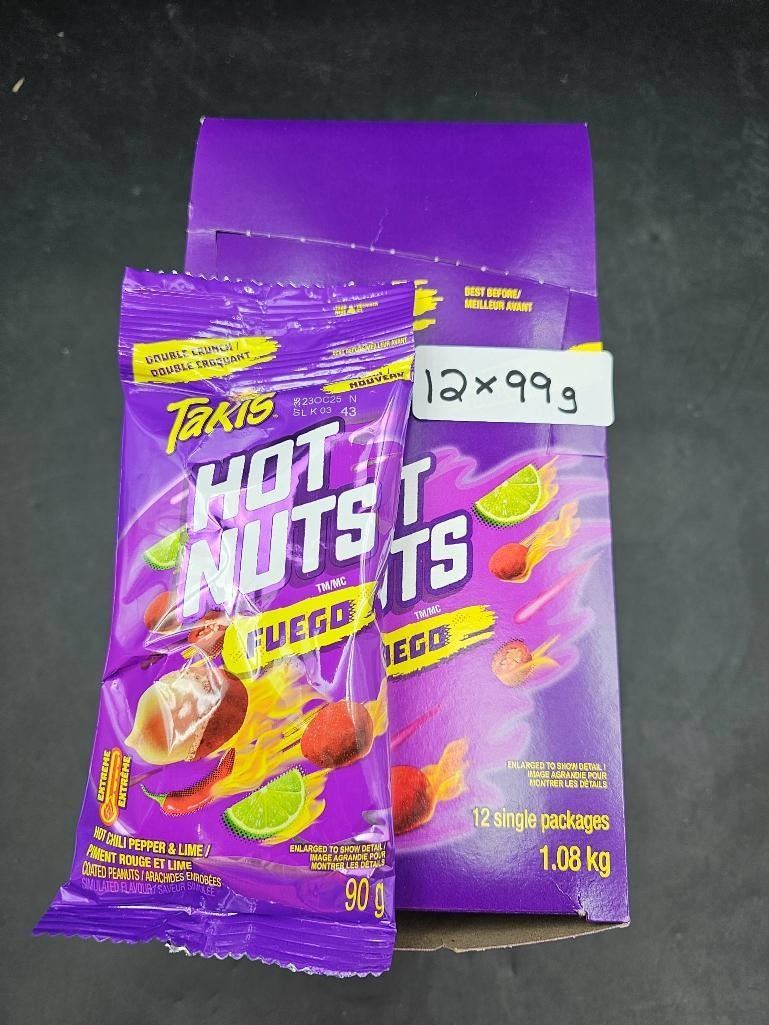 BEST BEFORE/
MEILLEUR AVANT
DOUBLE CRUNCH /
DOUBLE CROQUANT
NOUVEAU
12 x 99 g
TAKIS
23OC25 N
SL K 03 43
HOT
NUTS
TM/MC
FUEGO
T
TS
TM/MC
EGO
EXTREME
EXTRÊME
HOT CHILI PEPPER & LIME /
PIMENT ROUGE ET LIME
COATED PEANUTS / ARACHIDES ENROBÉES
SIMULATED FLAVOUR / SAVEUR SIMULÉE
ENLARGED TO SHOW DETAIL /
IMAGE AGRANDIE POUR
MONTRER LES DÉTAILS
90 g
ENLARGED TO SHOW DETAIL /
IMAGE AGRANDIE POUR
MONTRER LES DÉTAILS
12 single packages
1.08 kg